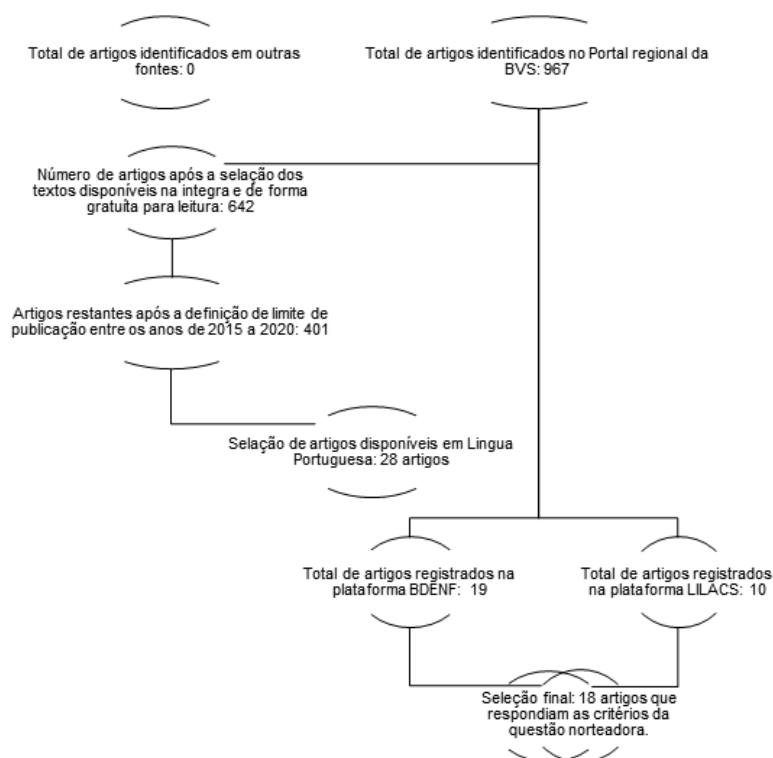 Total de artigos identificados em outras
fontes: 0
Total de artigos identificados no Portal regional da
BVS: 967
Número de artigos após a selação dos
textos disponíveis na integra e de forma
gratuíta para leitura: 642
Artigos restantes após a definição de limite de
publicação entre os anos de 2015 a 2020: 401
Selação de artigos disponíveis em Lingua
Portuguesa: 28 artigos
Total de artigos registrados na
plataforma BDENF: 19
Total de artigos registrados
na plataforma LILACS: 10
Seleção final: 18 artigos que
respondiam as critérios da
questão norteadora.